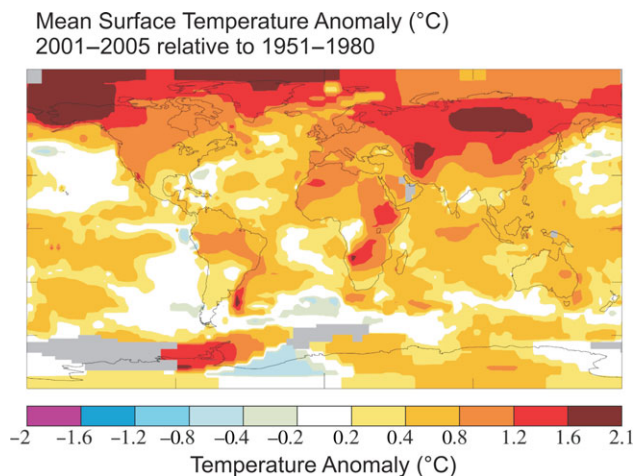 Mean Surface Temperature Anomaly (°C)
2001–2005 relative to 1951–1980
-2 -1.6 -1.2 -0.8 -0.4 -0.2 0.2 0.4 0.8 1.2 1.6 2.1
Temperature Anomaly (°C)